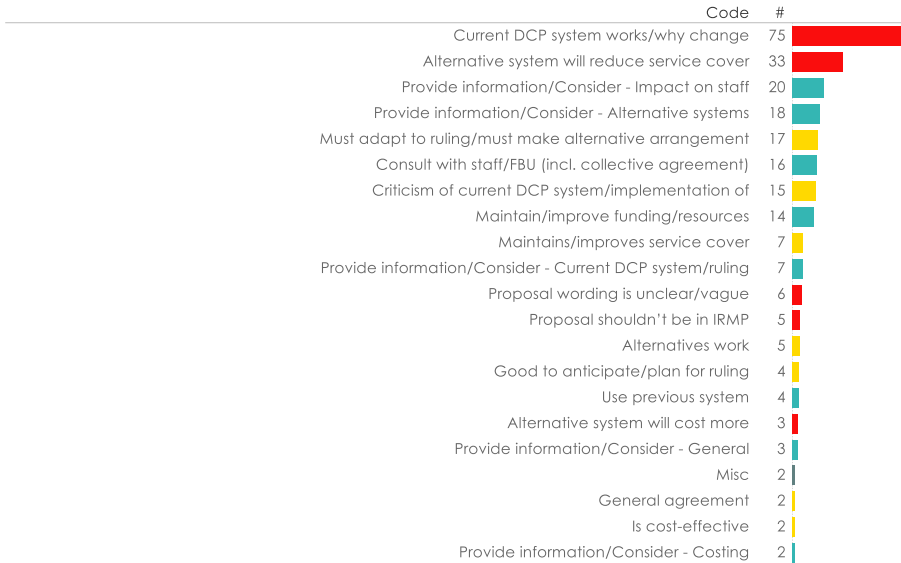 Code #
Current DCP system works/why change 75
Alternative system will reduce service cover 33
Provide information/Consider - Impact on staff 20
Provide information/Consider - Alternative systems 18
Must adapt to ruling/must make alternative arrangement 17
Consult with staff/FBU (incl. collective agreement) 16
Criticism of current DCP system/implementation of 15
Maintain/improve funding/resources 14
Maintains/improves service cover 7
Provide information/Consider - Current DCP system/ruling 7
Proposal wording is unclear/vague 6
Proposal shouldn't be in IRMP 5
Alternatives work 5
Good to anticipate/plan for ruling 4
Use previous system 4
Alternative system will cost more 3
Provide information/Consider - General 3
Misc 2
General agreement 2
Is cost-effective 2
Provide information/Consider - Costing 2